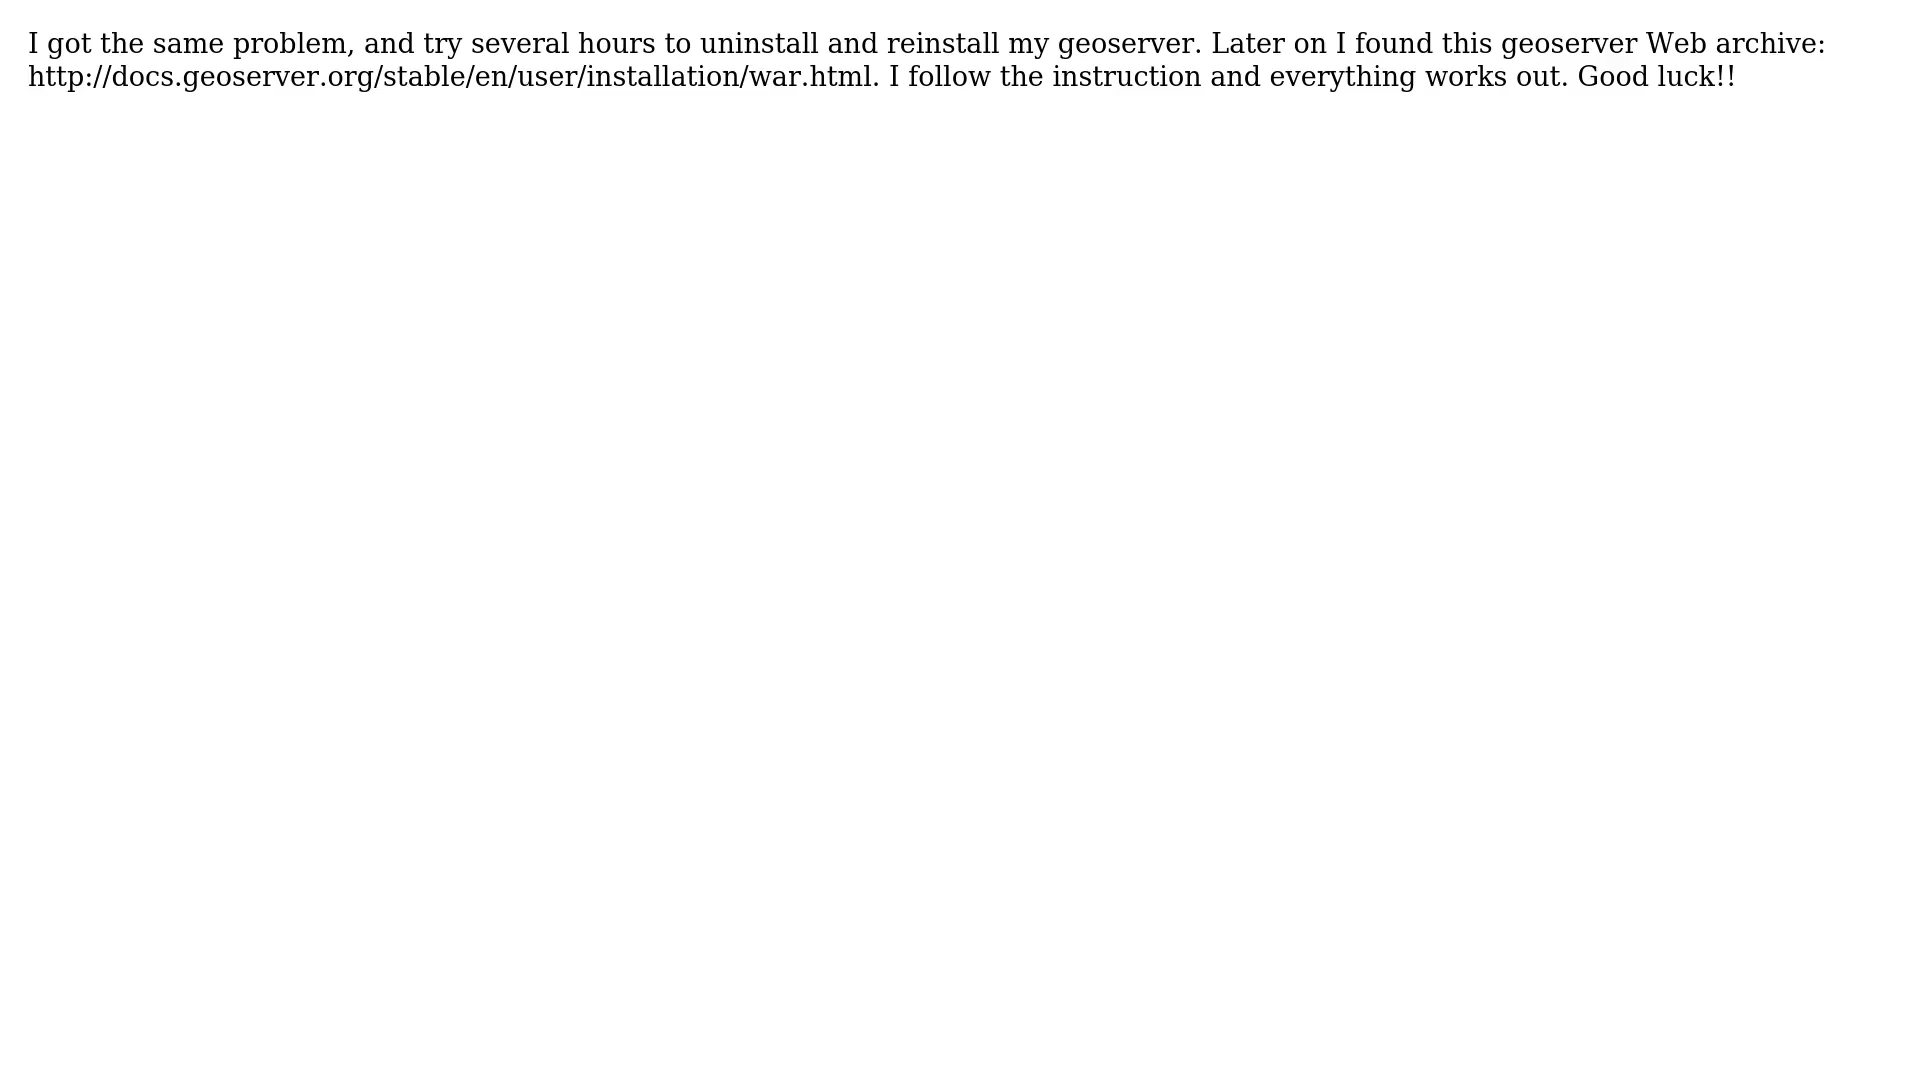 I got the same problem, and try several hours to uninstall and reinstall my geoserver. Later on I found this geoserver Web archive:
http://docs.geoserver.org/stable/en/user/installation/war.html. I follow the instruction and everything works out. Good luck!!